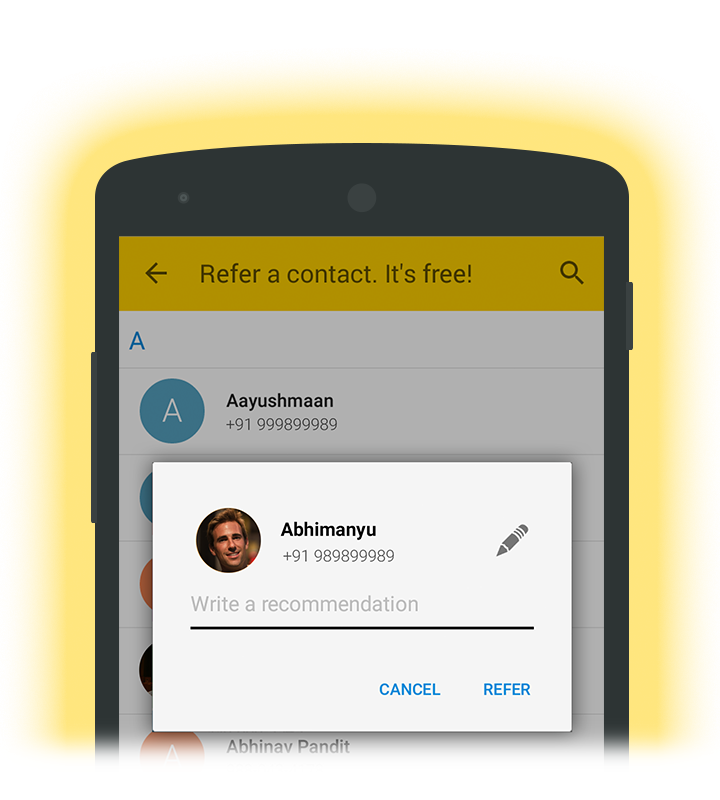 Refer a contact. It's free!
A
A
Aayushmaan
+91 999899989
Abhimanyu
+91 989899989
Write a recommendation
CANCEL
REFER
A
Abhinav Pandit